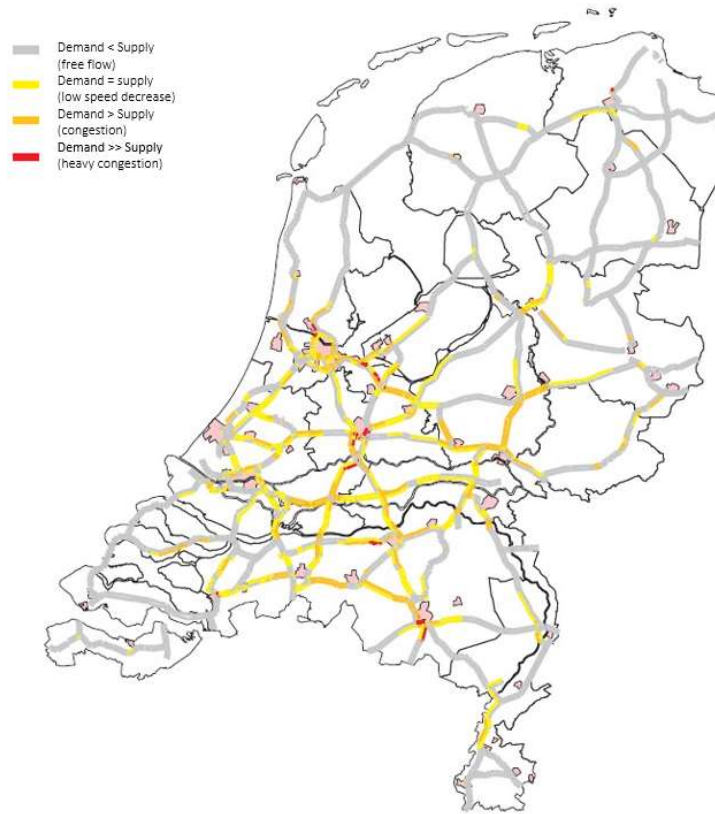 Demand < Supply
(free flow)
Demand = supply
(low speed decrease)
Demand > Supply
(congestion)
Demand >> Supply
(heavy congestion)